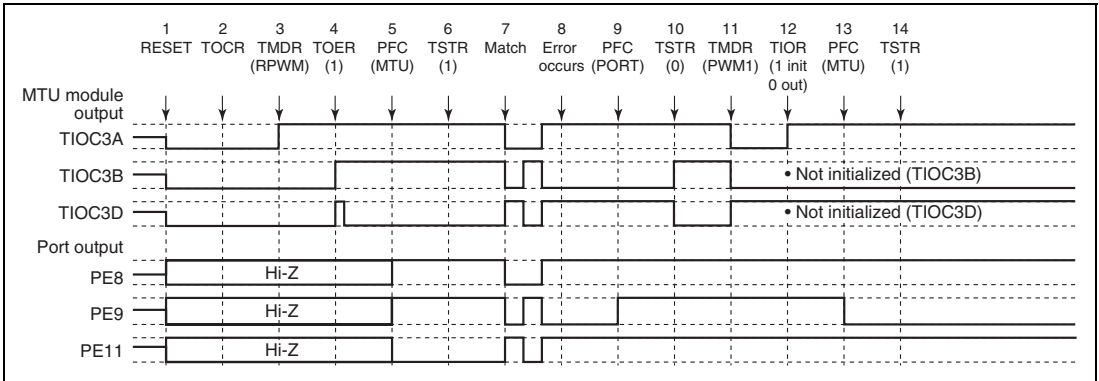 1 2 3 4 5 6 7 8 9 10 11 12 13 14
RESET TOCR TMDR TOER PFC TSTR Match Error PFC TSTR TMDR TIOR PFC TSTR
(RPWM) (1) (MTU) (1) occurs (PORT) (0) (PWM1) (1 init (MTU) (1)
0 out)
MTU module
output
TIOC3A
TIOC3B • Not initialized (TIOC3B)
TIOC3D • Not initialized (TIOC3D)
Port output
PE8 Hi-Z
PE9
PE11 Hi-Z